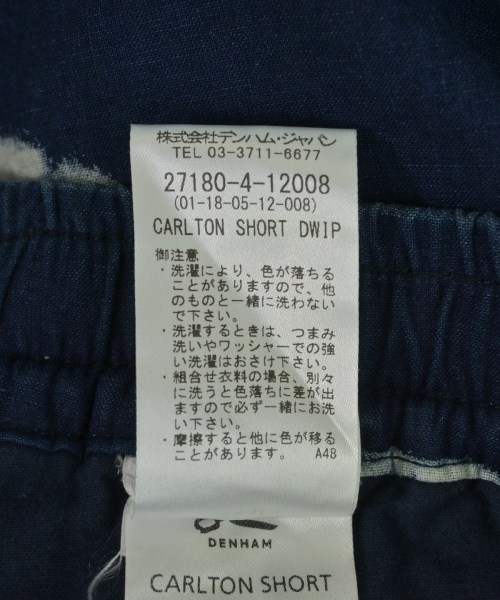 株式会社デンハム・ジャパン
TEL 03-3711-6677
27180-4-12008
(01-18-05-12-008)
CARLTON SHORT DWIP
御注意
・洗濯により、色が落ちる
ことがありますので、他
のものと一緒に洗わない
で下さい。
・洗濯するときは、つまみ
洗いやワッシャーでの強
い洗濯はおさけ下さい。
・組合せ衣料の場合、別々
に洗うと色落ちに差が出
ますので必ず一緒にお洗
い下さい。
・摩擦すると他に色が移る
ことがあります。 A48
DENHAM
CARLTON SHORT